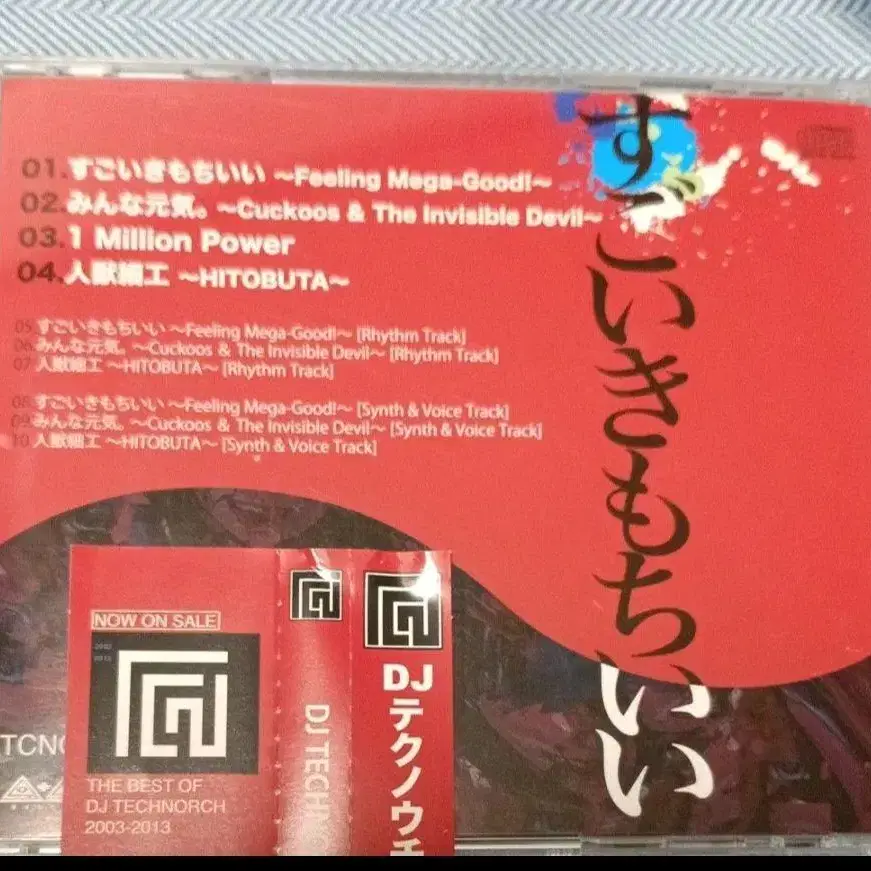 01.すごいきもちいい ~Feeling Mega-Good!~
02.みんな元気。~Cuckoos & The Invisible Devil~
03.1 Million Power
04.人獣細工 ~HITOBUTA~
05.すごいきもちいい ~Feeling Mega-Good!~ [Rhythm Track]
06.みんな元気。~Cuckoos & The Invisible Devil~ [Rhythm Track]
07.人獣細工 ~HITOBUTA~ [Rhythm Track]
08.すごいきもちいい ~Feeling Mega-Good!~ [Synth & Voice Track]
09.みんな元気。~Cuckoos & The Invisible Devil~ [Synth & Voice Track]
10.人獣細工 ~HITOBUTA~ [Synth & Voice Track]
すごいきもちいい
NOW ON SALE
THE BEST OF
DJ TECHNORCH
2003-2013
DJ
DJテクノウチ